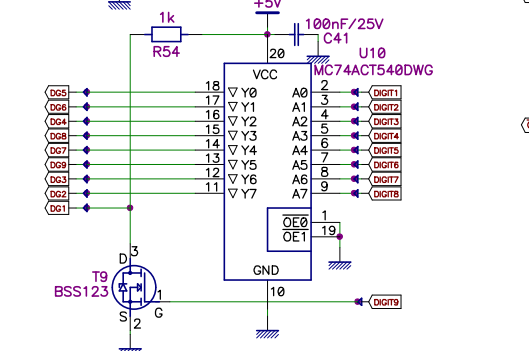 +5V
1k
R54
100nF/25V
C41
20
U10
MC74ACT540DWG
VCC
DG5 18 Y0 A0 2 DIGIT1
DG6 17 Y1 A1 3 DIGIT2
DG4 16 Y2 A2 4 DIGIT3
DG8 15 Y3 A3 5 DIGIT4
DG7 14 Y4 A4 6 DIGIT5
DG9 13 Y5 A5 7 DIGIT6
DG3 12 Y6 A6 8 DIGIT7
DG2 11 Y7 A7 9 DIGIT8
DG1
OE0 1
OE1 19
D 3
GND
T9
BSS123
10
1
G
DIGIT9
S 2